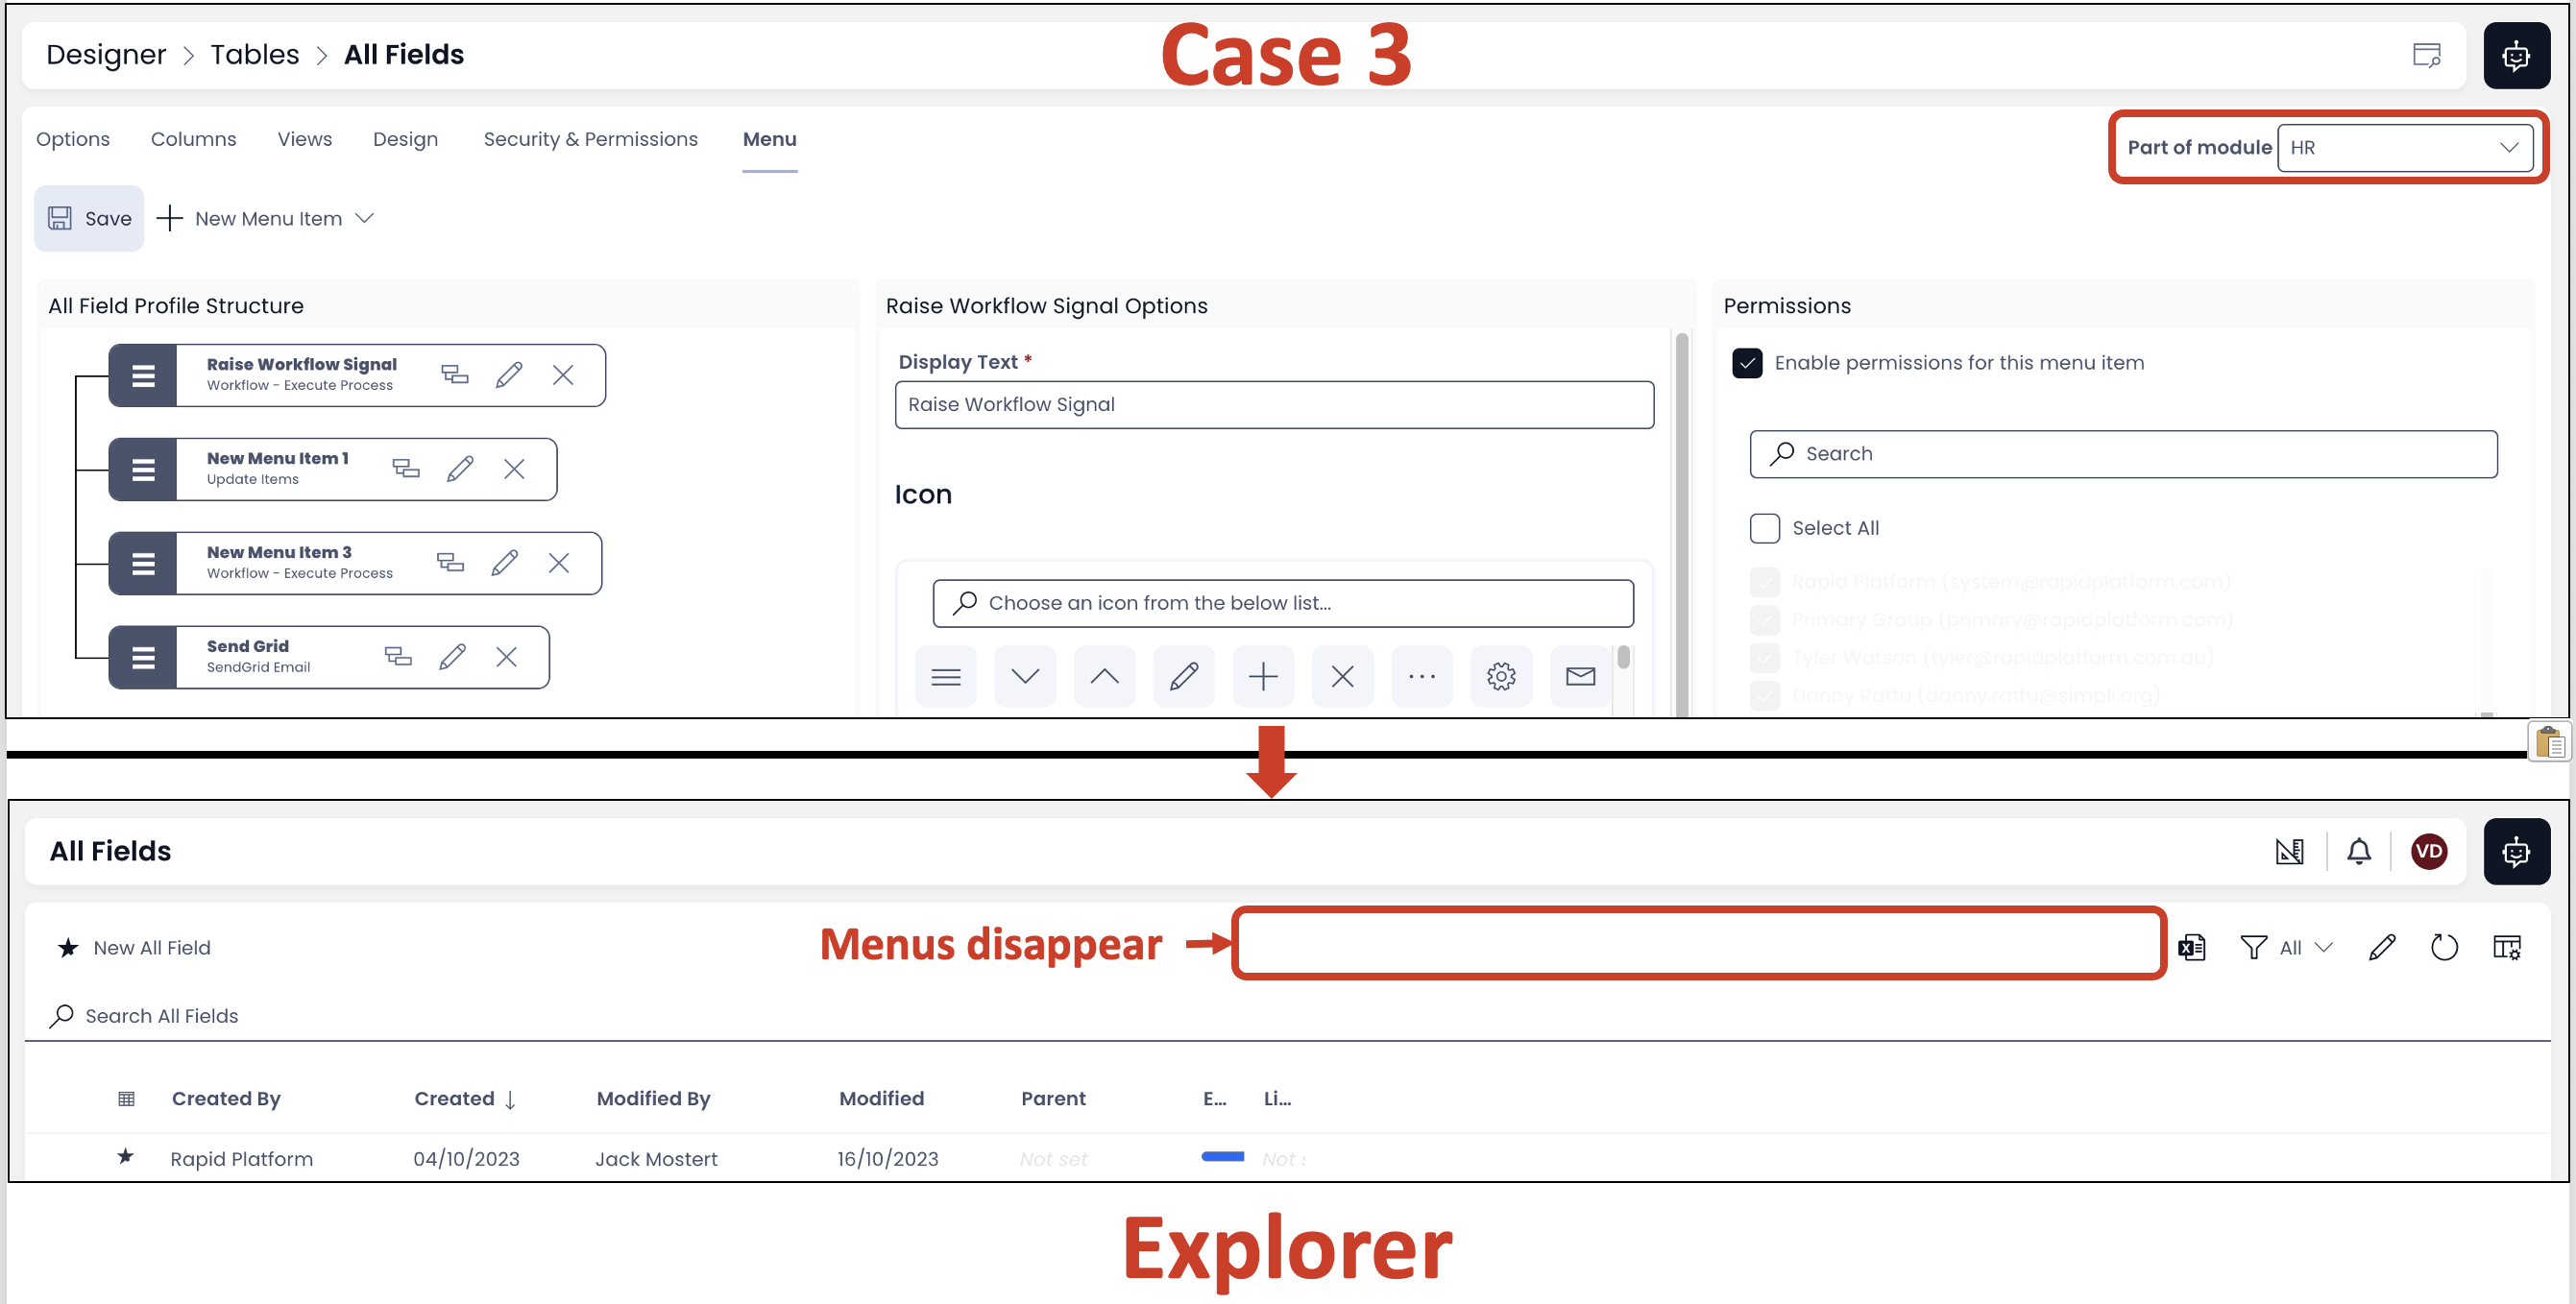 Case 3
Designer > Tables > All Fields
Options Columns Views Design Security & Permissions Menu
Part of module HR
Save New Menu Item
All Field Profile Structure
Raise Workflow Signal
Workflow - Execute Process
New Menu Item 1
Update Items
New Menu Item 3
Workflow - Execute Process
Send Grid
SendGrid Email
Raise Workflow Signal Options
Display Text *
Raise Workflow Signal
Icon
Choose an icon from the below list...
Permissions
Enable permissions for this menu item
Search
Select All
Rapid Platform (system@rapidplatform.com)
Primary Group (primary@rapidplatform.com)
Tyler Watson (tyler@rapidplatform.com.au)
Danny Rattu (danny.rattu@simpli.org)
All Fields
VD
New All Field
Menus disappear
All
Search All Fields
Created By Created Modified By Modified Parent E... Li...
Rapid Platform 04/10/2023 Jack Mostert 16/10/2023 Not set Not
Explorer